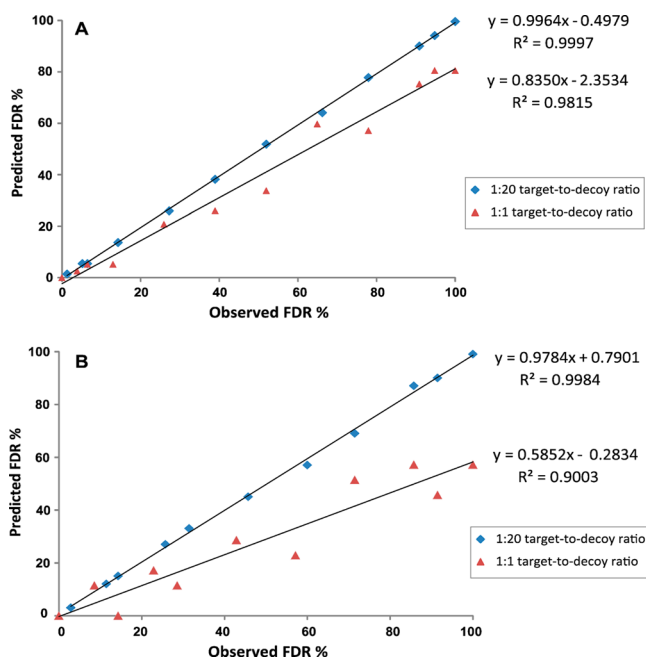 A
100
80
60
40
20
0
Predicted FDR %
0 20 40 60 80 100
Observed FDR %
y = 0.9964x - 0.4979
R² = 0.9997
y = 0.8350x - 2.3534
R² = 0.9815
1:20 target-to-decoy ratio
1:1 target-to-decoy ratio
B
100
80
60
40
20
0
Predicted FDR %
0 20 40 60 80 100
Observed FDR %
y = 0.9784x + 0.7901
R² = 0.9984
y = 0.5852x - 0.2834
R² = 0.9003
1:20 target-to-decoy ratio
1:1 target-to-decoy ratio